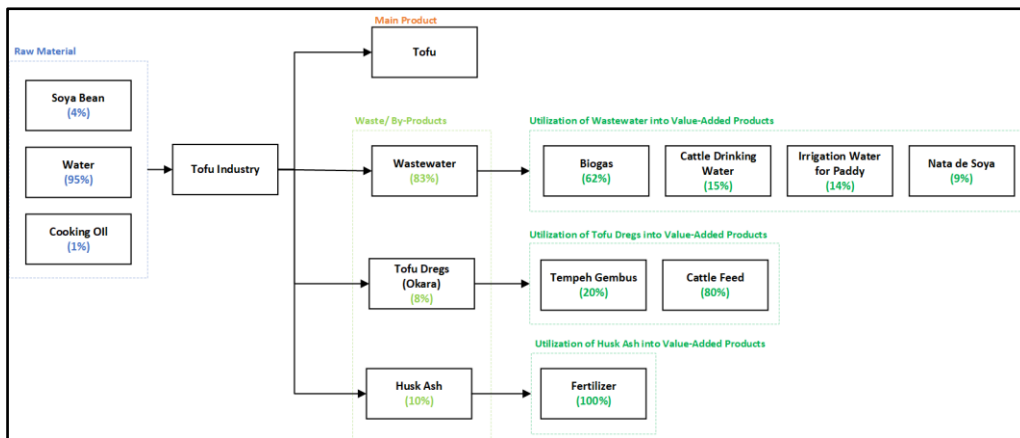 Main Product
Tofu
Raw Material
Soya Bean
(4%)
Water
(95%)
Cooking OIl
(1%)
Tofu Industry
Waste/ By-Products
Wastewater
(83%)
Tofu Dregs
(Okara)
(8%)
Husk Ash
(10%)
Utilization of Wastewater into Value-Added Products
Biogas
(62%)
Cattle Drinking
Water
(15%)
Irrigation Water
for Paddy
(14%)
Nata de Soya
(9%)
Utilization of Tofu Dregs into Value-Added Products
Tempeh Gembus
(20%)
Cattle Feed
(80%)
Utilization of Husk Ash into Value-Added Products
Fertilizer
(100%)